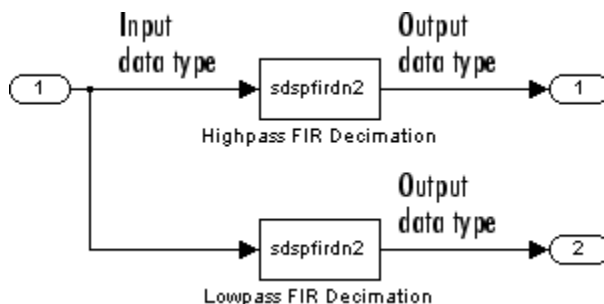 Input
data type
Output
data type
1
sdspfirdn2
1
Highpass FIR Decimation
Output
data type
sdspfirdn2
2
Lowpass FIR Decimation